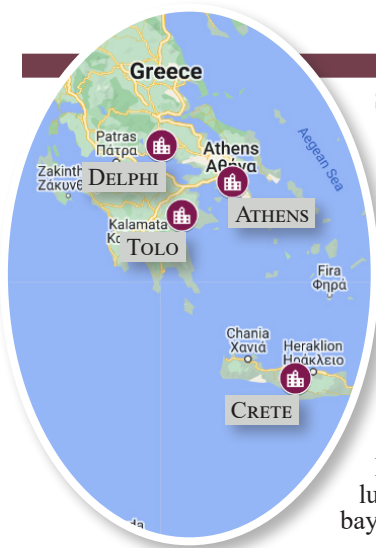 Greece
Patras
Πάτρα
Athens
Αθήνα
Zakinth
Ζάκυνθ
DELPHI
ATHENS
Aegean Sea
Kalamata
TOLO
Fira
Φηρά
Chania
Χανιά
Heraklion
Ηράκλειο
CRETE
lu
bay